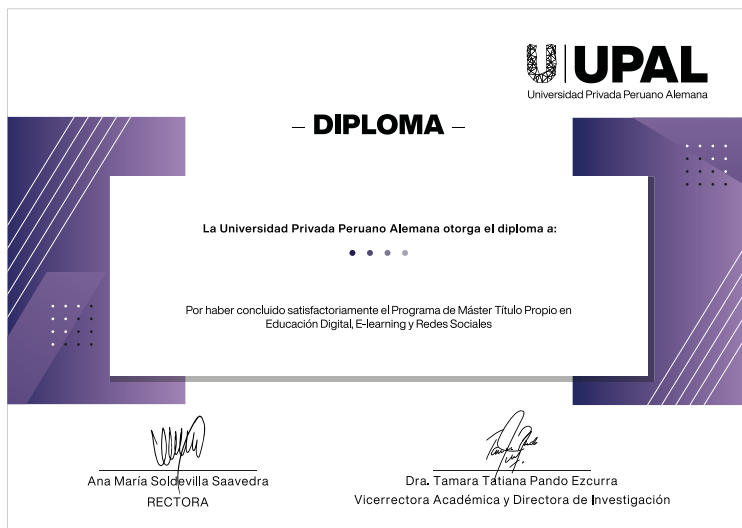 UPAL
Universidad Privada Peruano Alemana
– DIPLOMA –
La Universidad Privada Peruano Alemana otorga el diploma a:
Por haber concluido satisfactoriamente el Programa de Máster Título Propio en
Educación Digital, E-learning y Redes Sociales
Ana María Soldevilla Saavedra
RECTORA
Dra. Tamara Tatiana Pando Ezcurra
Vicerrectora Académica y Directora de Investigación